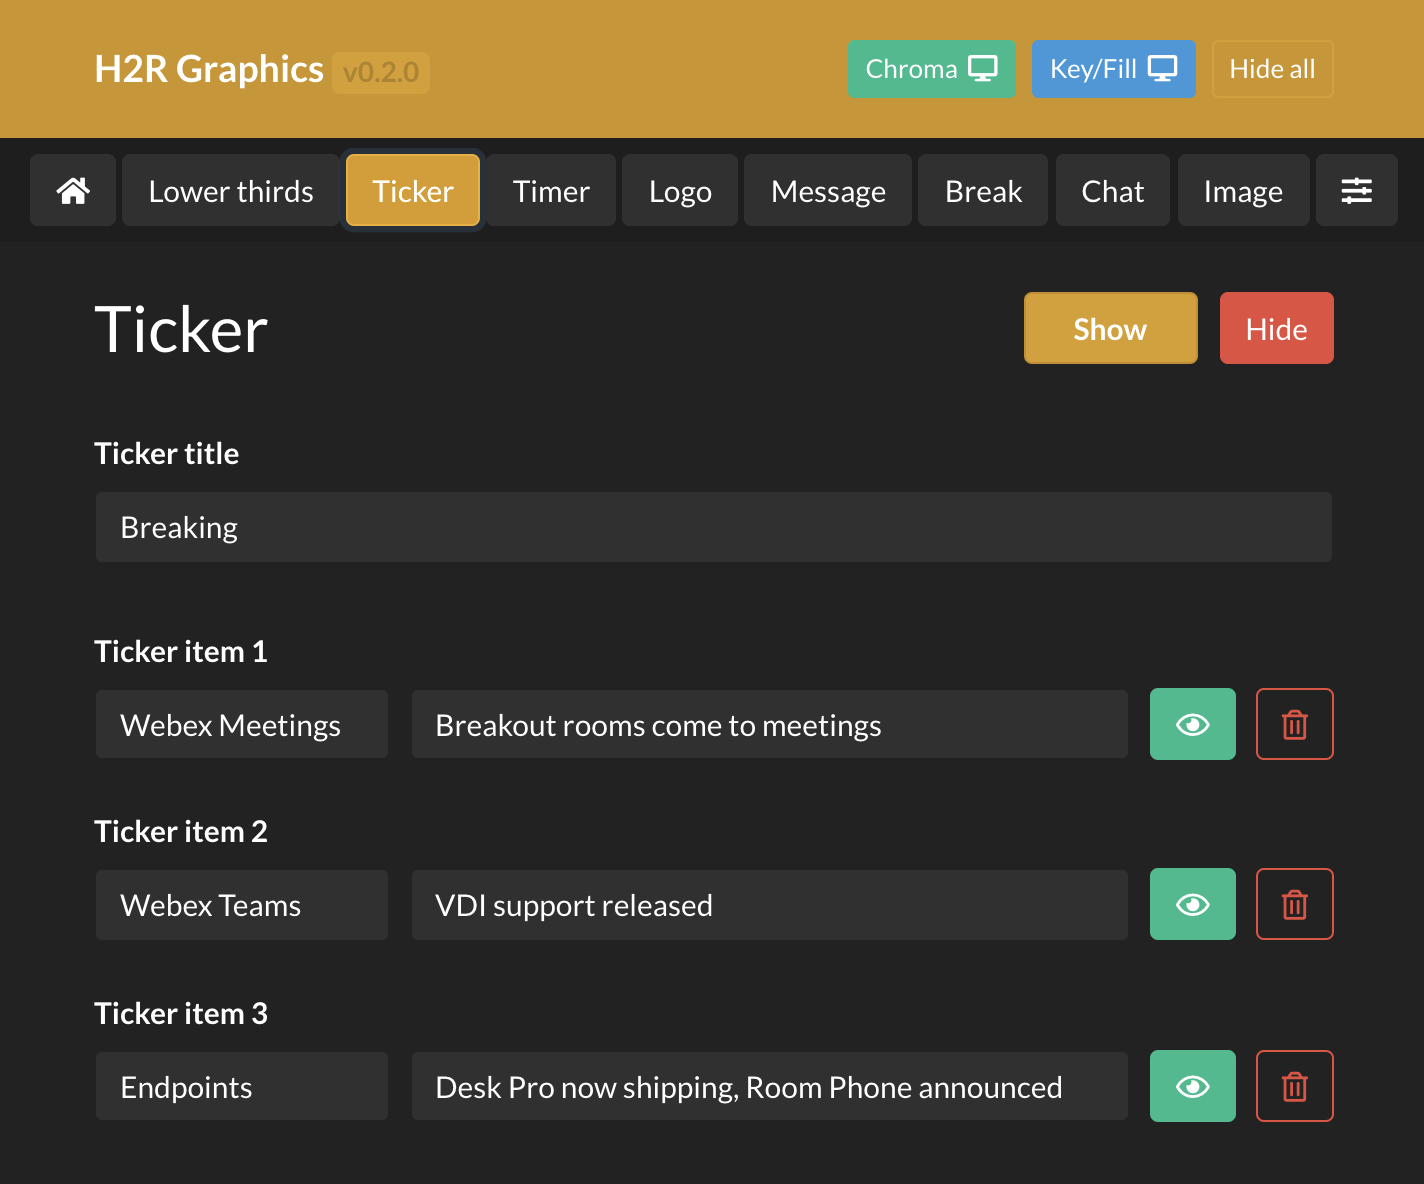 H2R Graphics v0.2.0
Chroma Key/Fill Hide all
Lower thirds Ticker Timer Logo Message Break Chat Image
Ticker Show Hide
Ticker title
Breaking
Ticker item 1
Webex Meetings Breakout rooms come to meetings
Ticker item 2
Webex Teams VDI support released
Ticker item 3
Endpoints Desk Pro now shipping, Room Phone announced